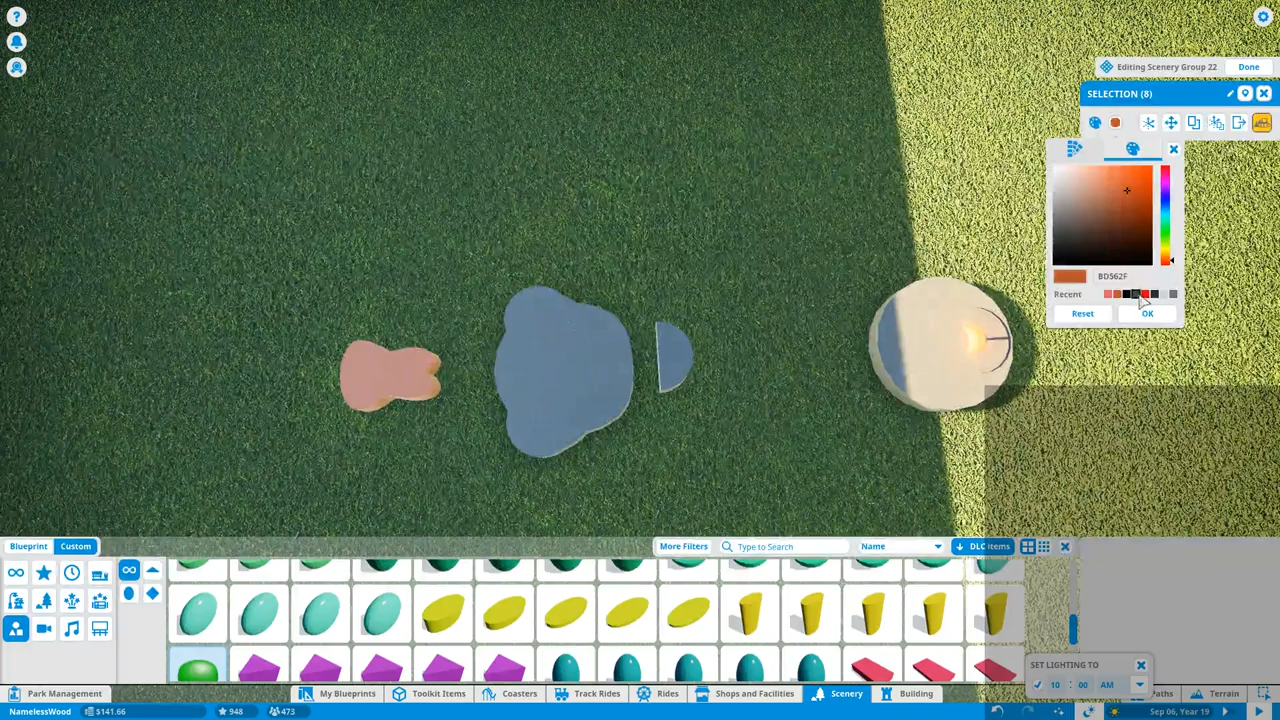 ?
Editing Scenery Group 22 Done
SELECTION (8)
BD562F
Recent
Reset OK
Blueprint Custom More Filters Type to Search Name DLC items
SET LIGHTING TO
10 : 00 AM
Park Management My Blueprints Toolkit Items Coasters Track Rides Rides Shops and Facilities Scenery Building Paths Terrain
NamelessWood $141.66 948 473 Sep 06, Year 19